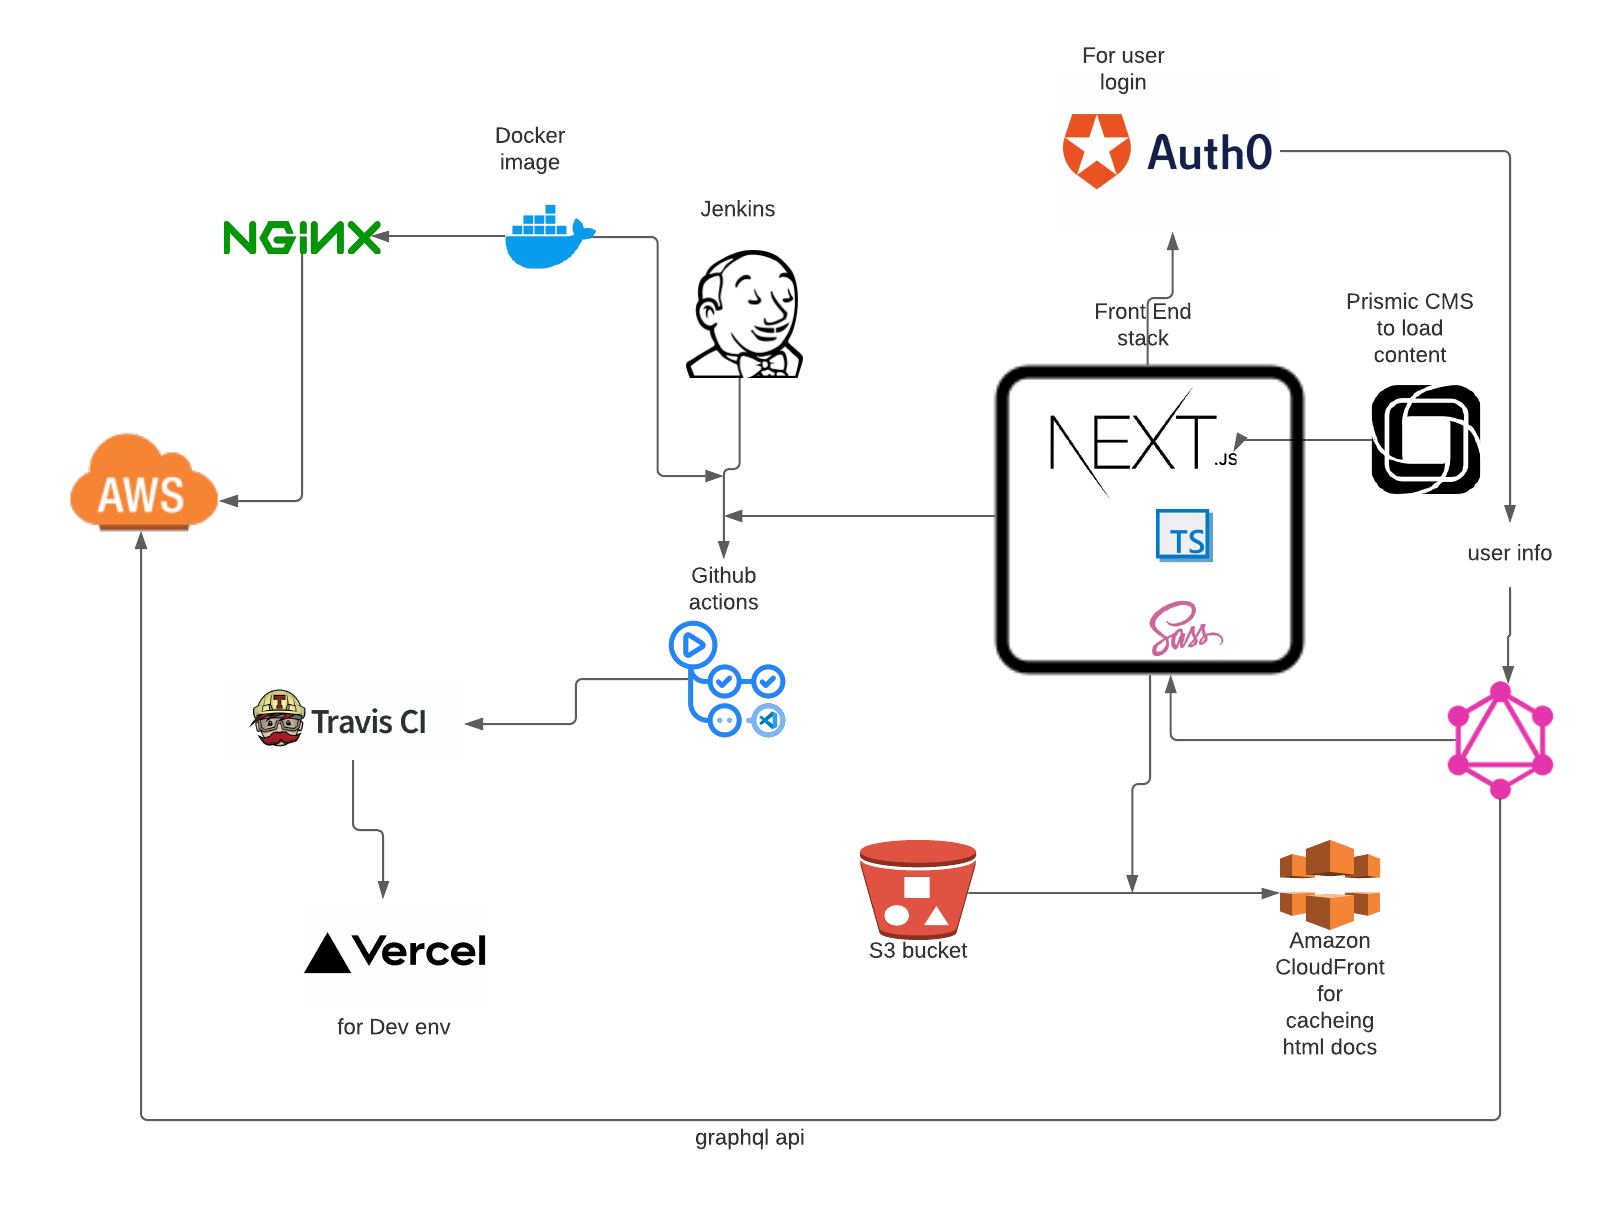 For user
login
Auth0
Docker
image
Jenkins
NGINX
Front End
stack
Prismic CMS
to load
content
NEXT
.JS
AWS
TS
user info
Github
actions
Sass
T
Travis CI
Vercel
for Dev env
S3 bucket
Amazon
CloudFront
for
cacheing
html docs
graphql api